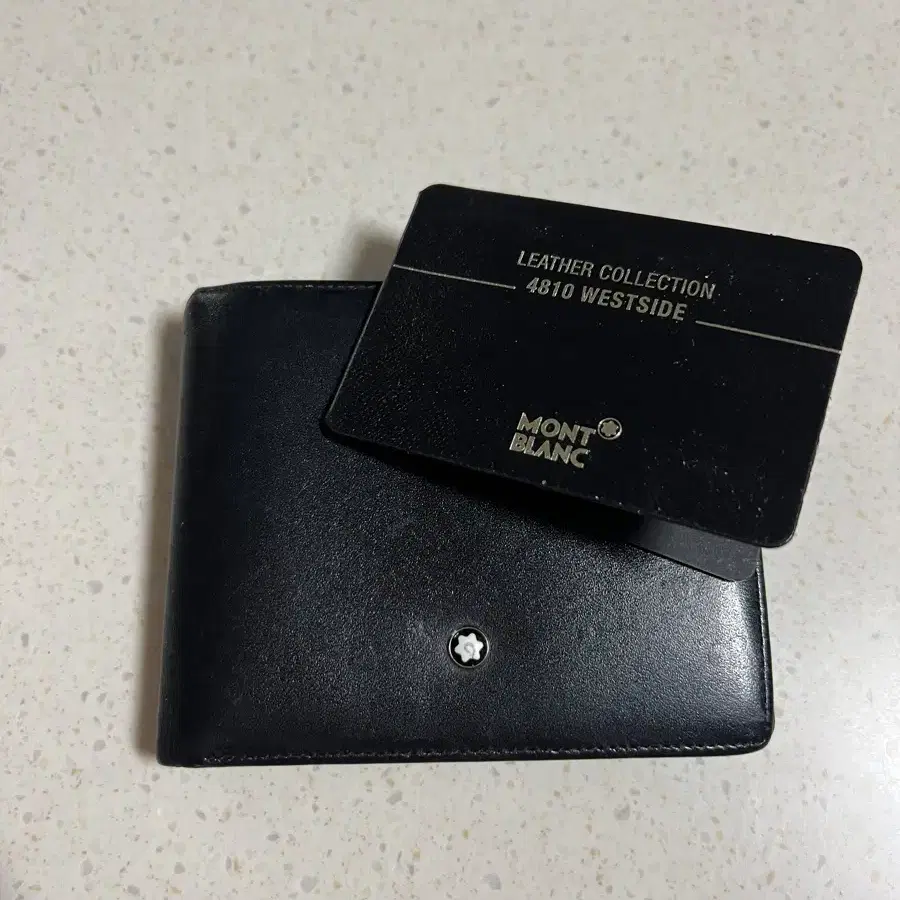 LEATHER COLLECTION
4810 WESTSIDE
MONT
BLANC